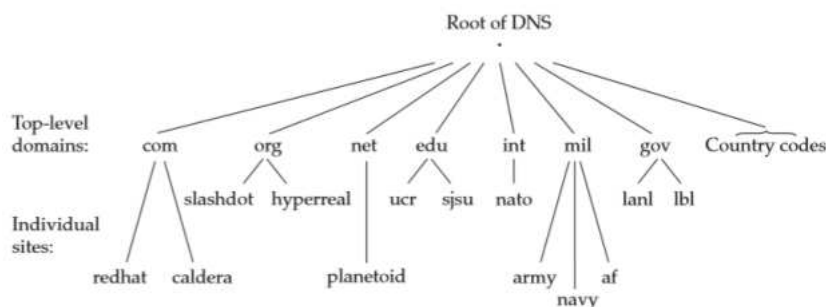 Root of DNS
.
Top-level
domains:
com org net edu int mil gov Country codes
slashdot hyperreal ucr sjsu nato lanl lbl
Individual
sites:
redhat caldera planetoid army af
navy